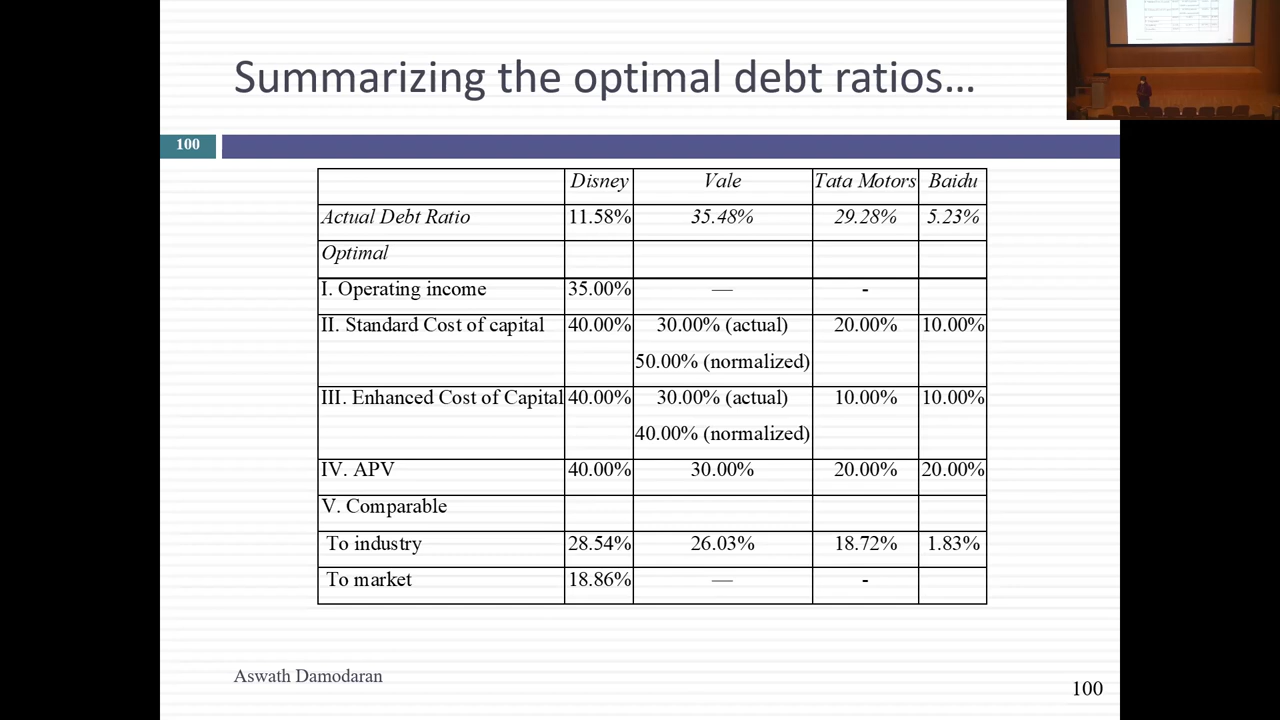 Summarizing the optimal debt ratios…
100
Disney Vale Tata Motors Baidu
Actual Debt Ratio 11.58% 35.48% 29.28% 5.23%
Optimal
I. Operating income 35.00% — -
II. Standard Cost of capital 40.00% 30.00% (actual) 20.00% 10.00%
50.00% (normalized)
III. Enhanced Cost of Capital 40.00% 30.00% (actual) 10.00% 10.00%
40.00% (normalized)
IV. APV 40.00% 30.00% 20.00% 20.00%
V. Comparable
To industry 28.54% 26.03% 18.72% 1.83%
To market 18.86% — -
Aswath Damodaran
100